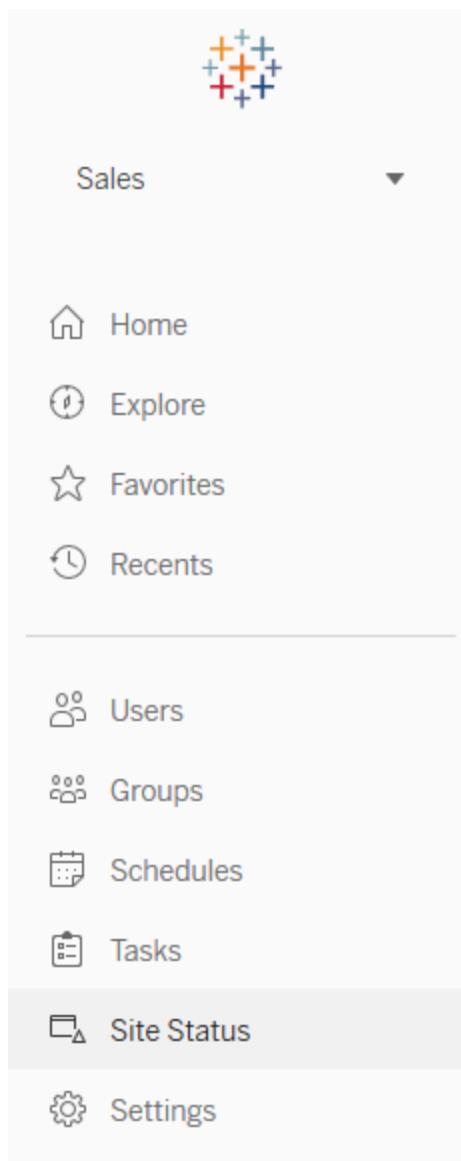 Sales
Home
Explore
Favorites
Recents
Users
Groups
Schedules
Tasks
Site Status
Settings